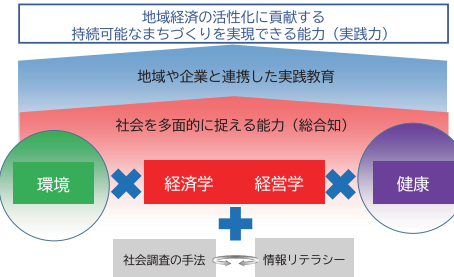 地域経済の活性化に貢献する
持続可能なまちづくりを実現できる能力（実践力）
地域や企業と連携した実践教育
社会を多面的に捉える能力（総合知）
環境
経済学 経営学
健康
社会調査の手法 情報リテラシー